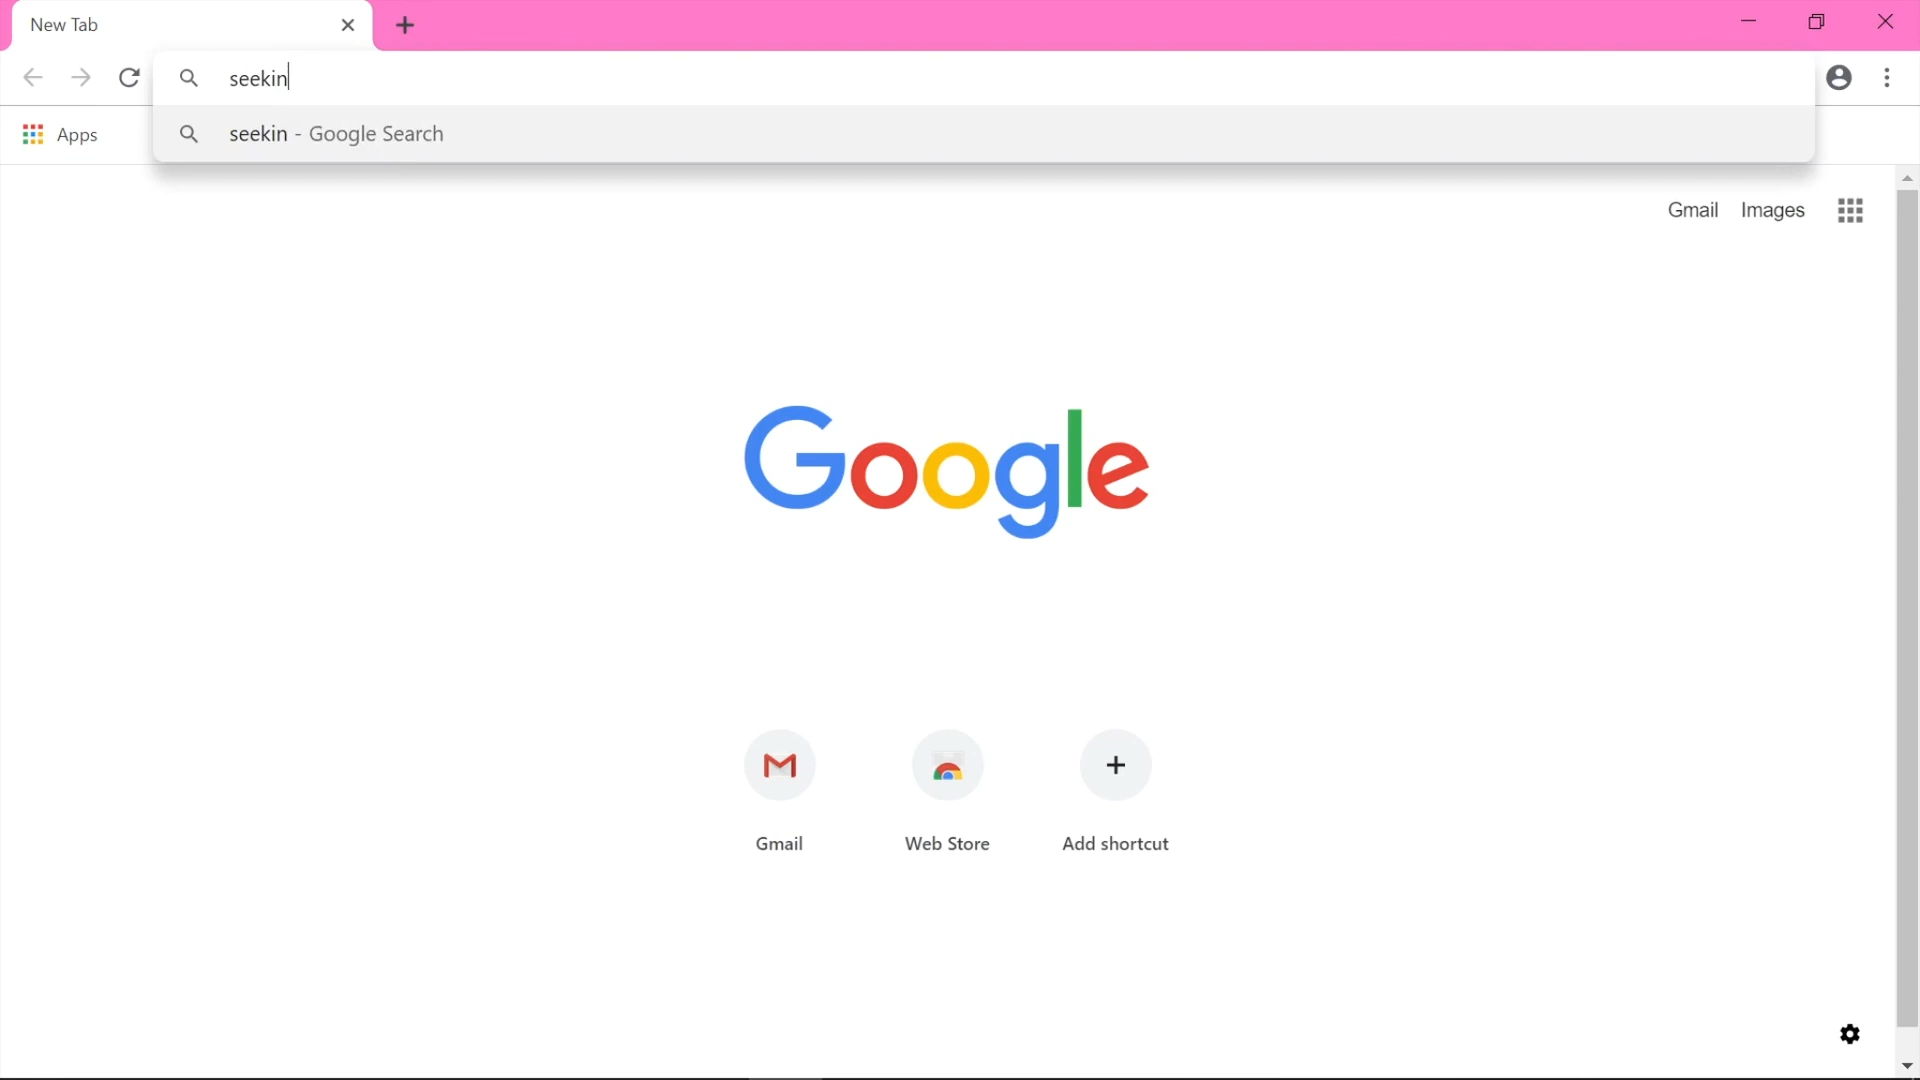 New Tab
seekin
Apps
seekin - Google Search
Gmail Images
Google
Gmail Web Store Add shortcut